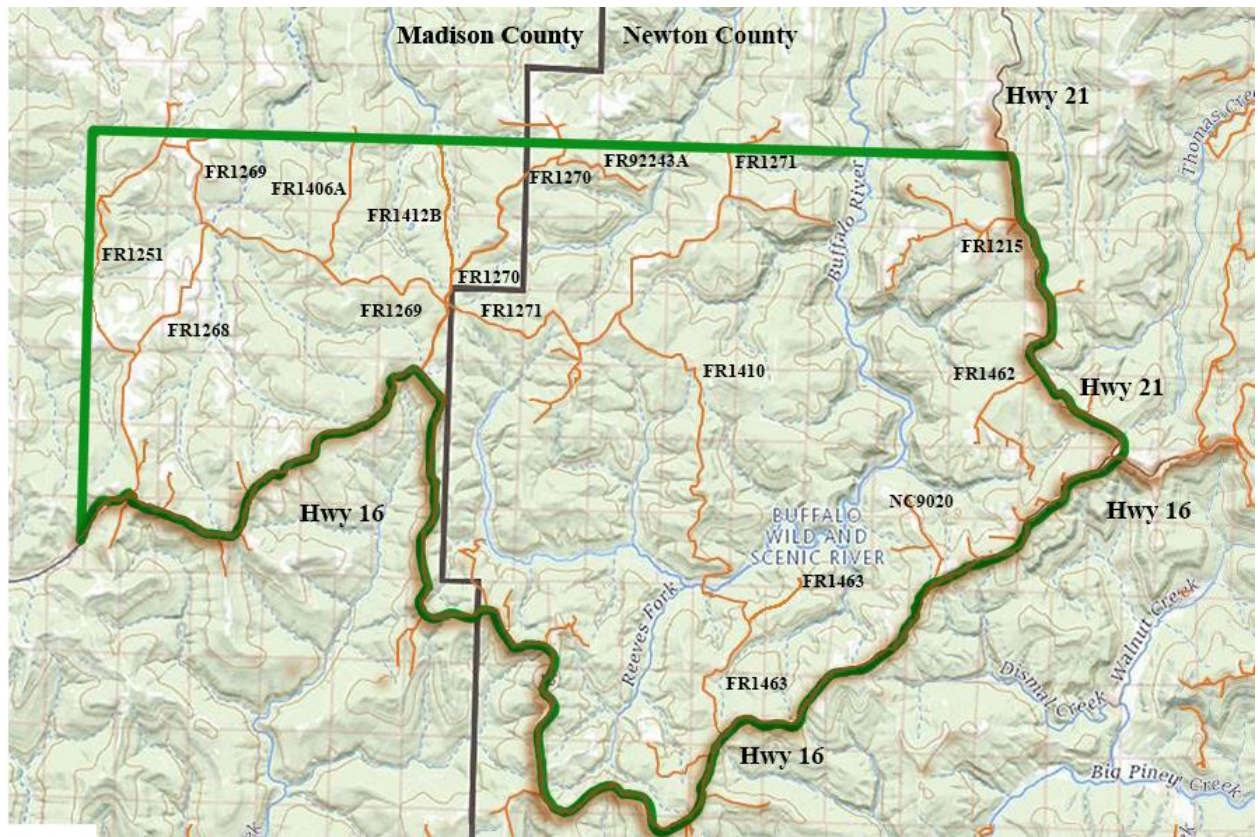 Madison County
Newton County
Hwy 21
Thomas Creek
FR1269
FR92243A
FR1271
FR1406A
FR1270
FR1412B
Buffalo River
FR1215
FR1251
FR1270
FR1269
FR1271
FR1268
FR1410
FR1462
Hwy 21
Hwy 16
NC9020
Hwy 16
BUFFALO
WILD AND
SCENIC RIVER
FR1463
Reeves Fork
Walnut Creek
Dismal Creek
FR1463
Hwy 16
Big Piney Creek